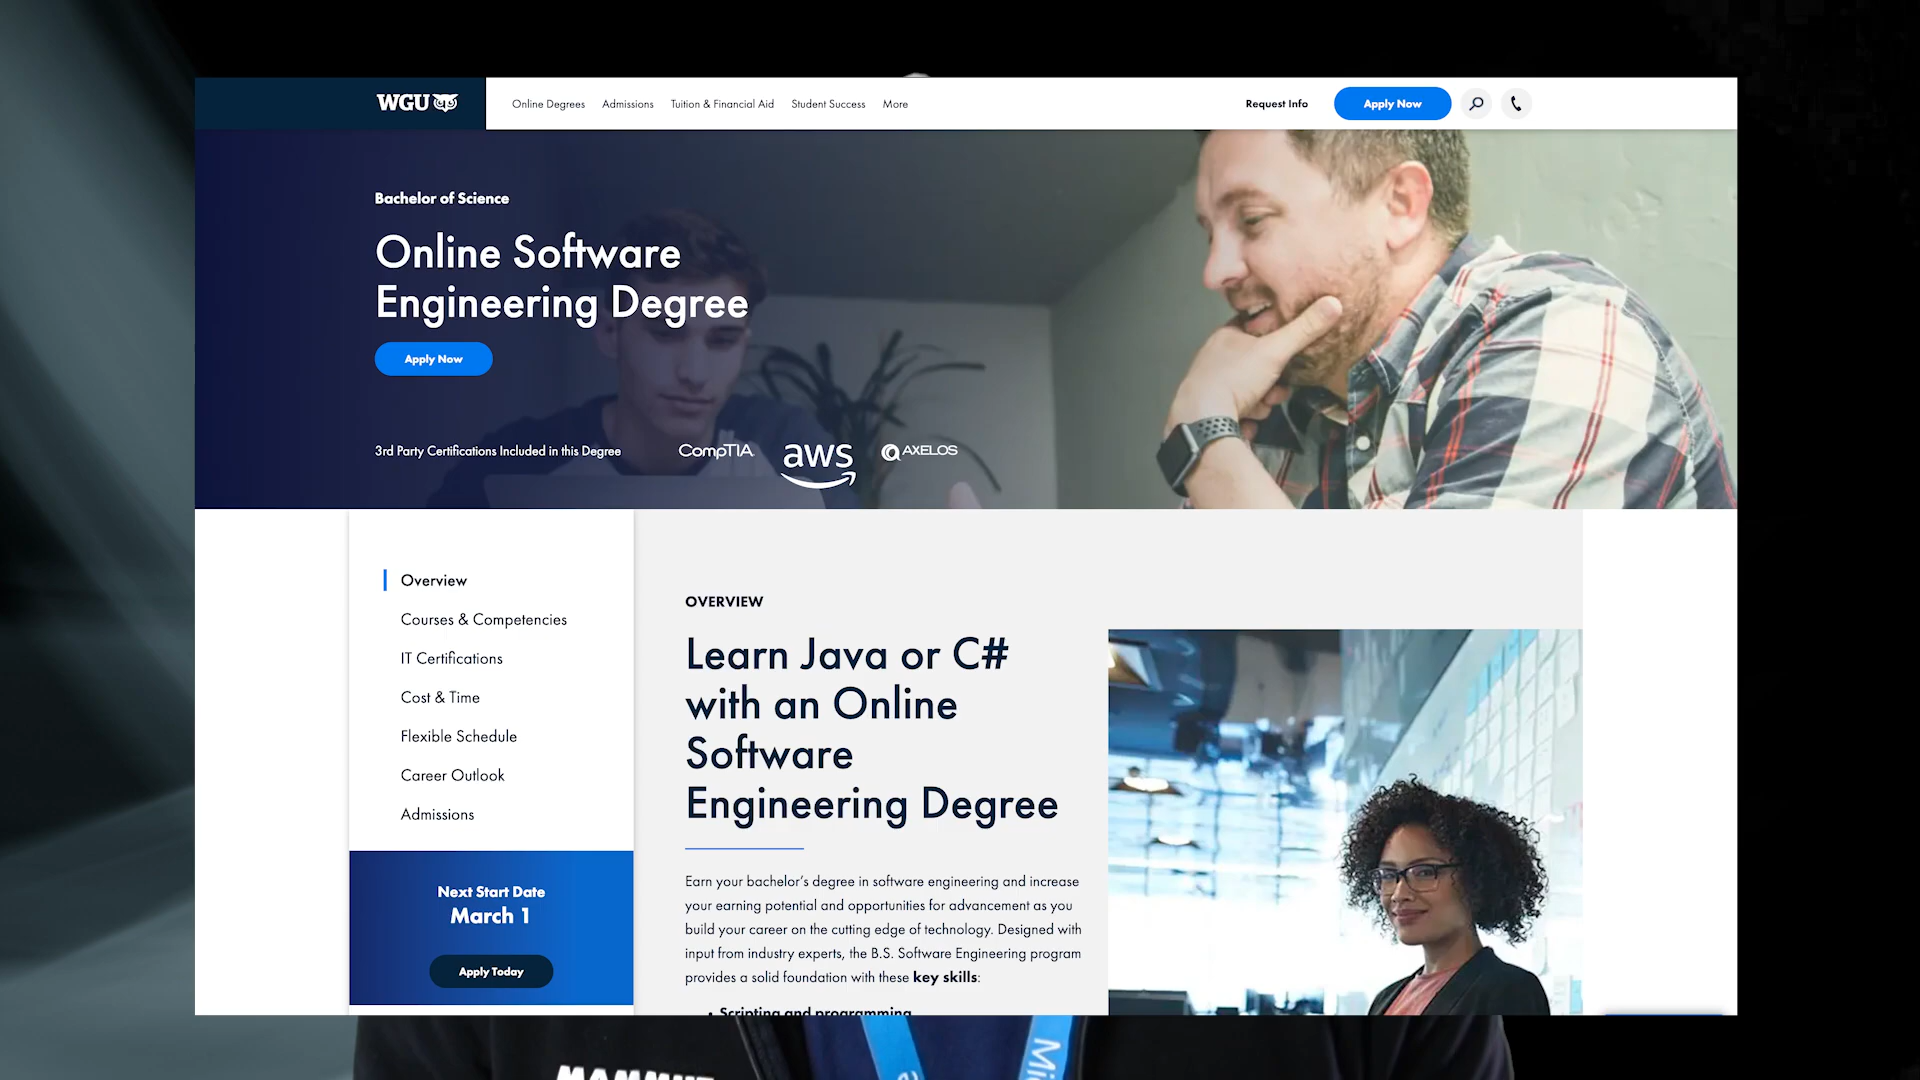 WGU
Online Degrees
Admissions
Tuition & Financial Aid
Student Success
More
Request Info
Apply Now
Bachelor of Science
Online Software
Engineering Degree
Apply Now
3rd Party Certifications Included in this Degree
CompTIA
aws
AXELOS
Overview
Courses & Competencies
IT Certifications
Cost & Time
Flexible Schedule
Career Outlook
Admissions
Next Start Date
March 1
Apply Today
OVERVIEW
Learn Java or C#
with an Online
Software
Engineering Degree
Earn your bachelor's degree in software engineering and increase
your earning potential and opportunities for advancement as you
build your career on the cutting edge of technology. Designed with
input from industry experts, the B.S. Software Engineering program
provides a solid foundation with these key skills:
• Scripting and programming
MAMMUT